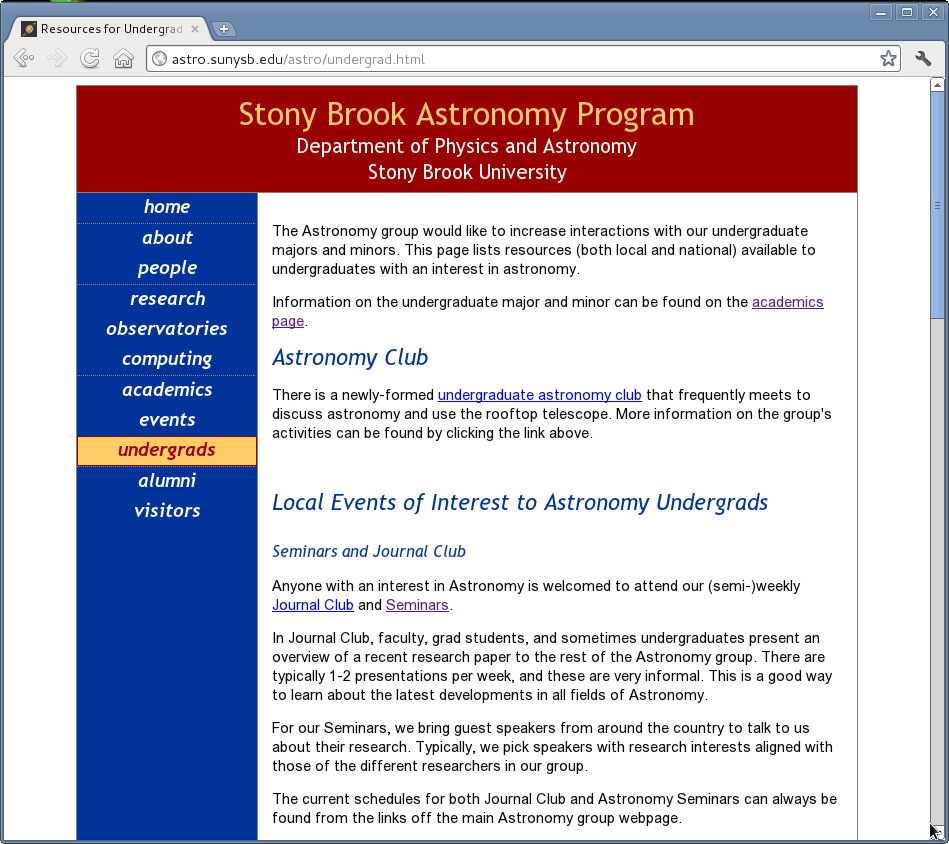 Resources for Undergrad
astro.sunysb.edu/astro/undergrad.html
Stony Brook Astronomy Program
Department of Physics and Astronomy
Stony Brook University
home
about
people
research
observatories
computing
academics
events
undergrads
alumni
visitors
The Astronomy group would like to increase interactions with our undergraduate
majors and minors. This page lists resources (both local and national) available to
undergraduates with an interest in astronomy.
Information on the undergraduate major and minor can be found on the academics
page.
Astronomy Club
There is a newly-formed undergraduate astronomy club that frequently meets to
discuss astronomy and use the rooftop telescope. More information on the group's
activities can be found by clicking the link above.
Local Events of Interest to Astronomy Undergrads
Seminars and Journal Club
Anyone with an interest in Astronomy is welcomed to attend our (semi-)weekly
Journal Club and Seminars.
In Journal Club, faculty, grad students, and sometimes undergraduates present an
overview of a recent research paper to the rest of the Astronomy group. There are
typically 1-2 presentations per week, and these are very informal. This is a good way
to learn about the latest developments in all fields of Astronomy.
For our Seminars, we bring guest speakers from around the country to talk to us
about their research. Typically, we pick speakers with research interests aligned with
those of the different researchers in our group.
The current schedules for both Journal Club and Astronomy Seminars can always be
found from the links off the main Astronomy group webpage.